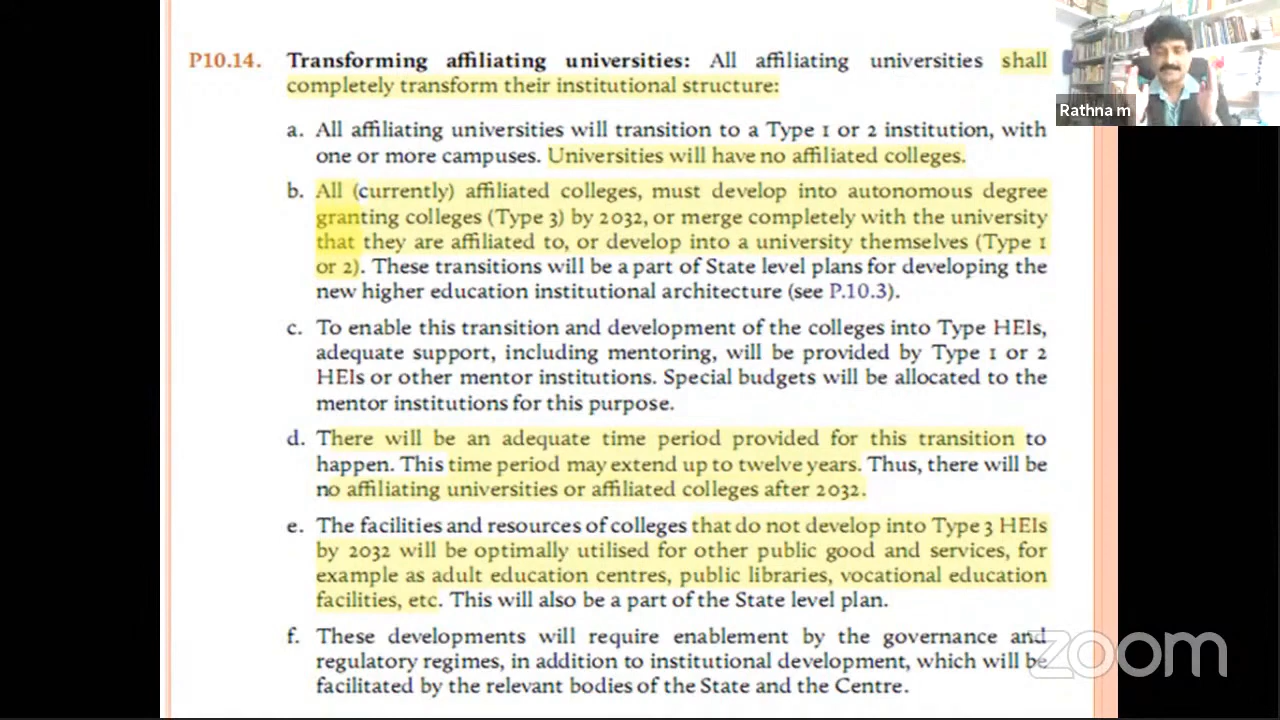 P10.14. Transforming affiliating universities: All affiliating universities shall
completely transform their institutional structure:
a. All affiliating universities will transition to a Type 1 or 2 institution, with
one or more campuses. Universities will have no affiliated colleges.
b. All (currently) affiliated colleges, must develop into autonomous degree
granting colleges (Type 3) by 2032, or merge completely with the university
that they are affiliated to, or develop into a university themselves (Type 1
or 2). These transitions will be a part of State level plans for developing the
new higher education institutional architecture (see P.10.3).
c. To enable this transition and development of the colleges into Type HEIs,
adequate support, including mentoring, will be provided by Type 1 or 2
HEIs or other mentor institutions. Special budgets will be allocated to the
mentor institutions for this purpose.
d. There will be an adequate time period provided for this transition to
happen. This time period may extend up to twelve years. Thus, there will be
no affiliating universities or affiliated colleges after 2032.
e. The facilities and resources of colleges that do not develop into Type 3 HEIs
by 2032 will be optimally utilised for other public good and services, for
example as adult education centres, public libraries, vocational education
facilities, etc. This will also be a part of the State level plan.
f. These developments will require enablement by the governance and
regulatory regimes, in addition to institutional development, which will be
facilitated by the relevant bodies of the State and the Centre.
Rathna m
zoom